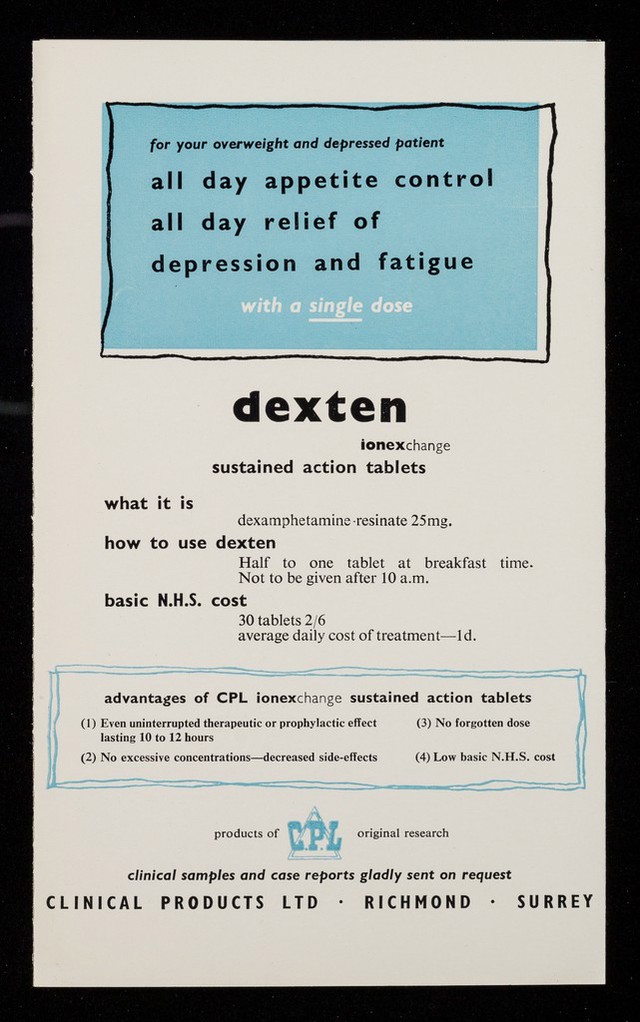 for your overweight and depressed patient
all day appetite control
all day relief of
depression and fatigue
with a single dose
dexten
ionexchange
sustained action tablets
what it is
dexamphetamine-resinate 25mg.
how to use dexten
Half to one tablet at breakfast time.
Not to be given after 10 a.m.
basic N.H.S. cost
30 tablets 2/6
average daily cost of treatment—1d.
advantages of CPL ionexchange sustained action tablets
(1) Even uninterrupted therapeutic or prophylactic effect
lasting 10 to 12 hours
(2) No excessive concentrations—decreased side-effects
(3) No forgotten dose
(4) Low basic N.H.S. cost
products of C.P.L. original research
clinical samples and case reports gladly sent on request
CLINICAL PRODUCTS LTD · RICHMOND · SURREY